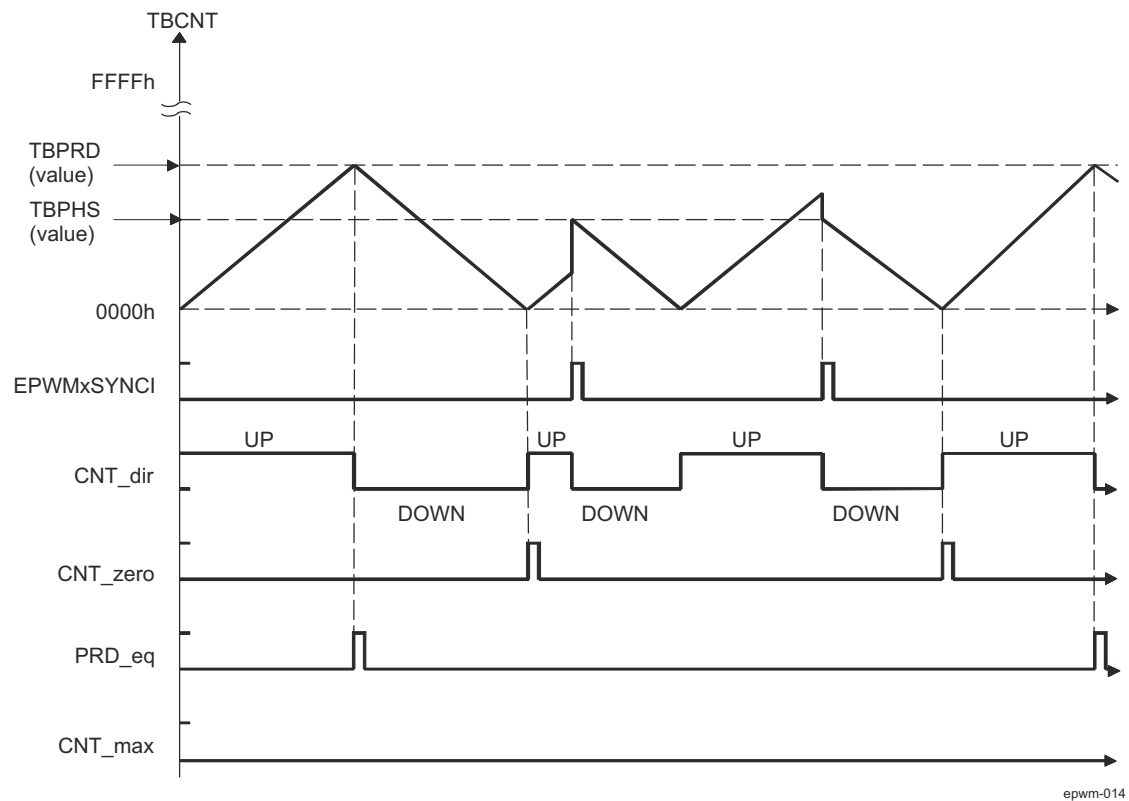 TBCNT
FFFFh
TBPRD
(value)
TBPHS
(value)
0000h
EPWMxSYNCI
UP UP UP UP
CNT_dir
DOWN DOWN DOWN
CNT_zero
PRD_eq
CNT_max
epwm-014